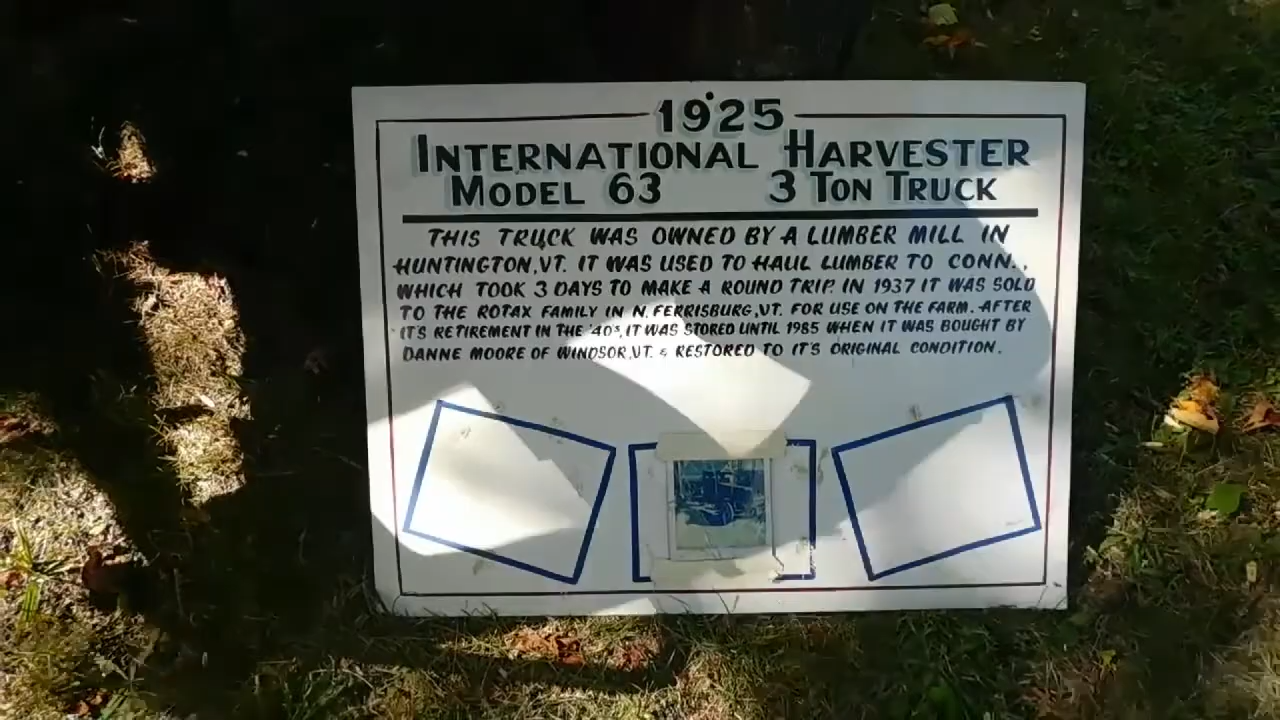 1925
INTERNATIONAL HARVESTER
MODEL 63 3 TON TRUCK
THIS TRUCK WAS OWNED BY A LUMBER MILL IN
HUNTINGTON,VT. IT WAS USED TO HAUL LUMBER TO CONN.,
WHICH TOOK 3 DAYS TO MAKE A ROUND TRIP. IN 1937 IT WAS SOLD
TO THE ROTAX FAMILY IN N. FERRISBURG,VT. FOR USE ON THE FARM. AFTER
IT'S RETIREMENT IN THE '40s, IT WAS STORED UNTIL 1985 WHEN IT WAS BOUGHT BY
DANNE MOORE OF WINDSOR,VT. & RESTORED TO IT'S ORIGINAL CONDITION.